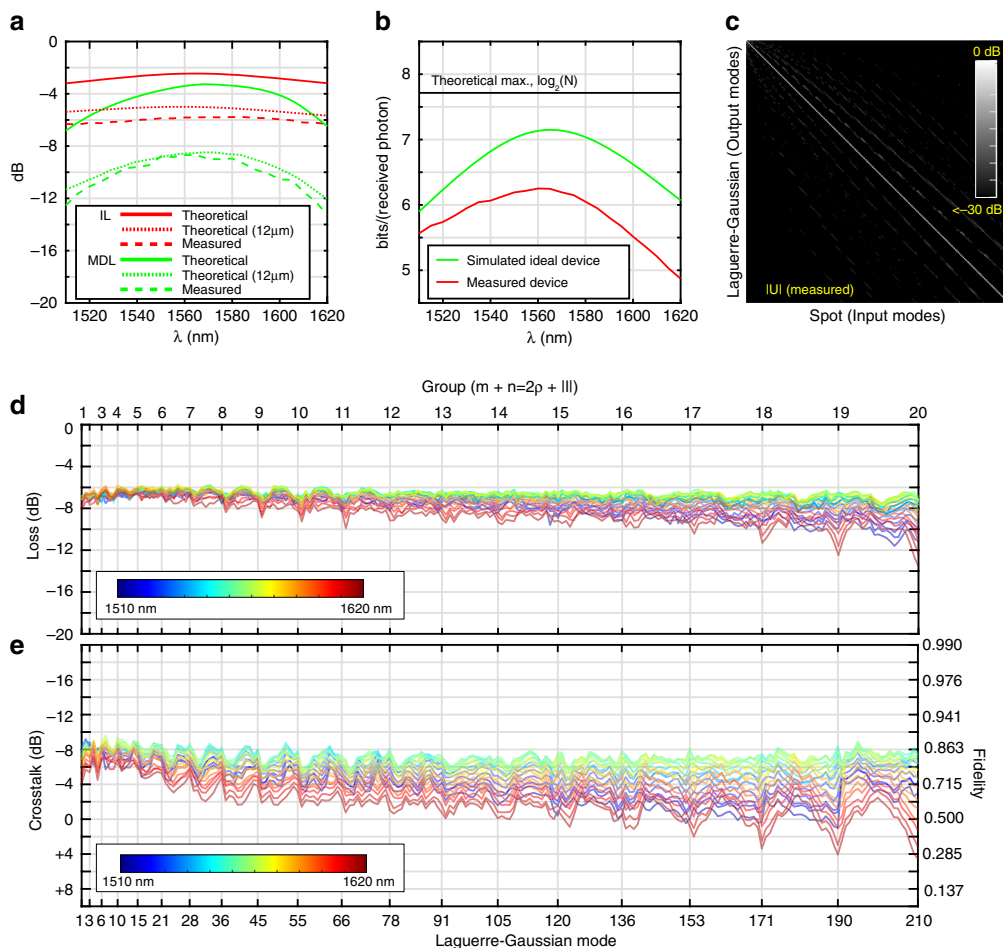 a
0
–4
–8
–12
–16
–20
dB
IL
Theoretical
Theoretical (12μm)
Measured
MDL
Theoretical
Theoretical (12μm)
Measured
1520 1540 1560 1580 1600 1620
λ (nm)
b
8
7
6
5
bits/(received photon)
Theoretical max., log2(N)
Simulated ideal device
Measured device
1520 1540 1560 1580 1600 1620
λ (nm)
c
Laguerre-Gaussian (Output modes)
0 dB
<–30 dB
|U| (measured)
Spot (Input modes)
d
Group (m + n=2ρ + |l|)
1 3 4 5 6 7 8 9 10 11 12 13 14 15 16 17 18 19 20
0
–4
–8
–12
–16
–20
Loss (dB)
1510 nm
1620 nm
e
–16
–12
–8
–4
0
+4
+8
Crosstalk (dB)
0.990
0.976
0.941
0.863
0.715
0.500
0.285
0.137
Fidelity
1510 nm
1620 nm
1 3 6 10 15 21 28 36 45 55 66 78 91 105 120 136 153 171 190 210
Laguerre-Gaussian mode